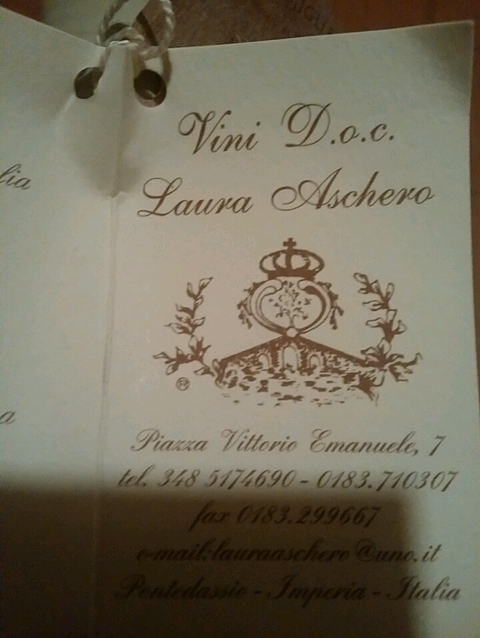 Vini D.o.c.
Laura Aschero
Piazza Vittorio Emanuele, 7
tel. 348 5174690 - 0183.710307
fax 0183.299667
e-mail:lauraaschero@uno.it
Pontedassio - Imperia - Italia